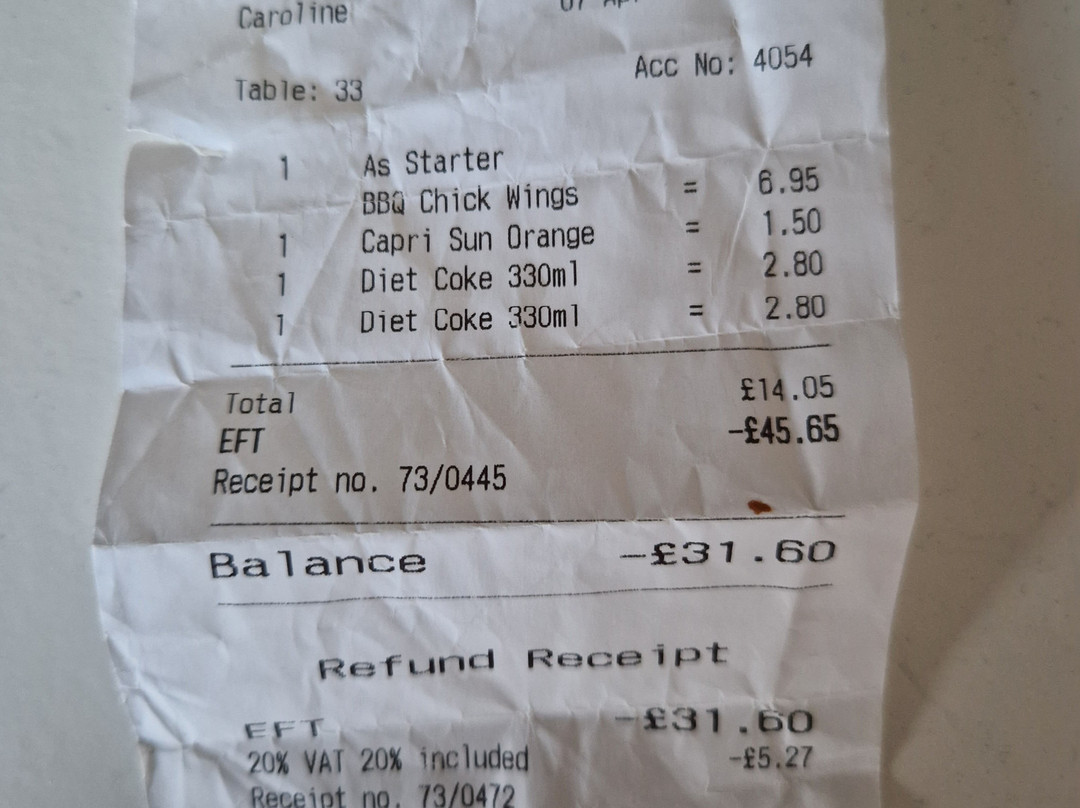 Caroline 07 Apr
Table: 33 Acc No: 4054
1 As Starter
BBQ Chick Wings = 6.95
1 Capri Sun Orange = 1.50
1 Diet Coke 330ml = 2.80
1 Diet Coke 330ml = 2.80
Total £14.05
EFT -£45.65
Receipt no. 73/0445
Balance -£31.60
Refund Receipt
EFT -£31.60
20% VAT 20% included -£5.27
Receipt no. 73/0472